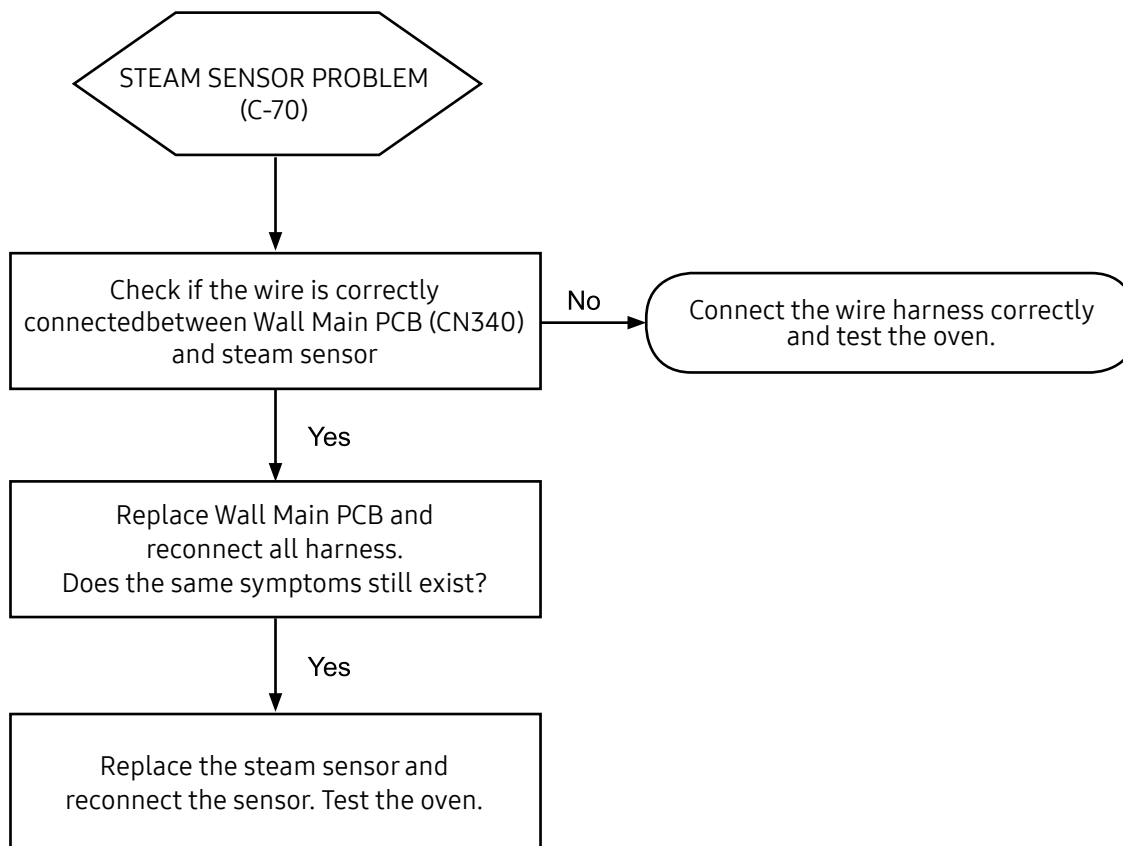 STEAM SENSOR PROBLEM
(C-70)
Check if the wire is correctly
connectedbetween Wall Main PCB (CN340)
and steam sensor
No
Connect the wire harness correctly
and test the oven.
Yes
Replace Wall Main PCB and
reconnect all harness.
Does the same symptoms still exist?
Yes
Replace the steam sensor and
reconnect the sensor. Test the oven.